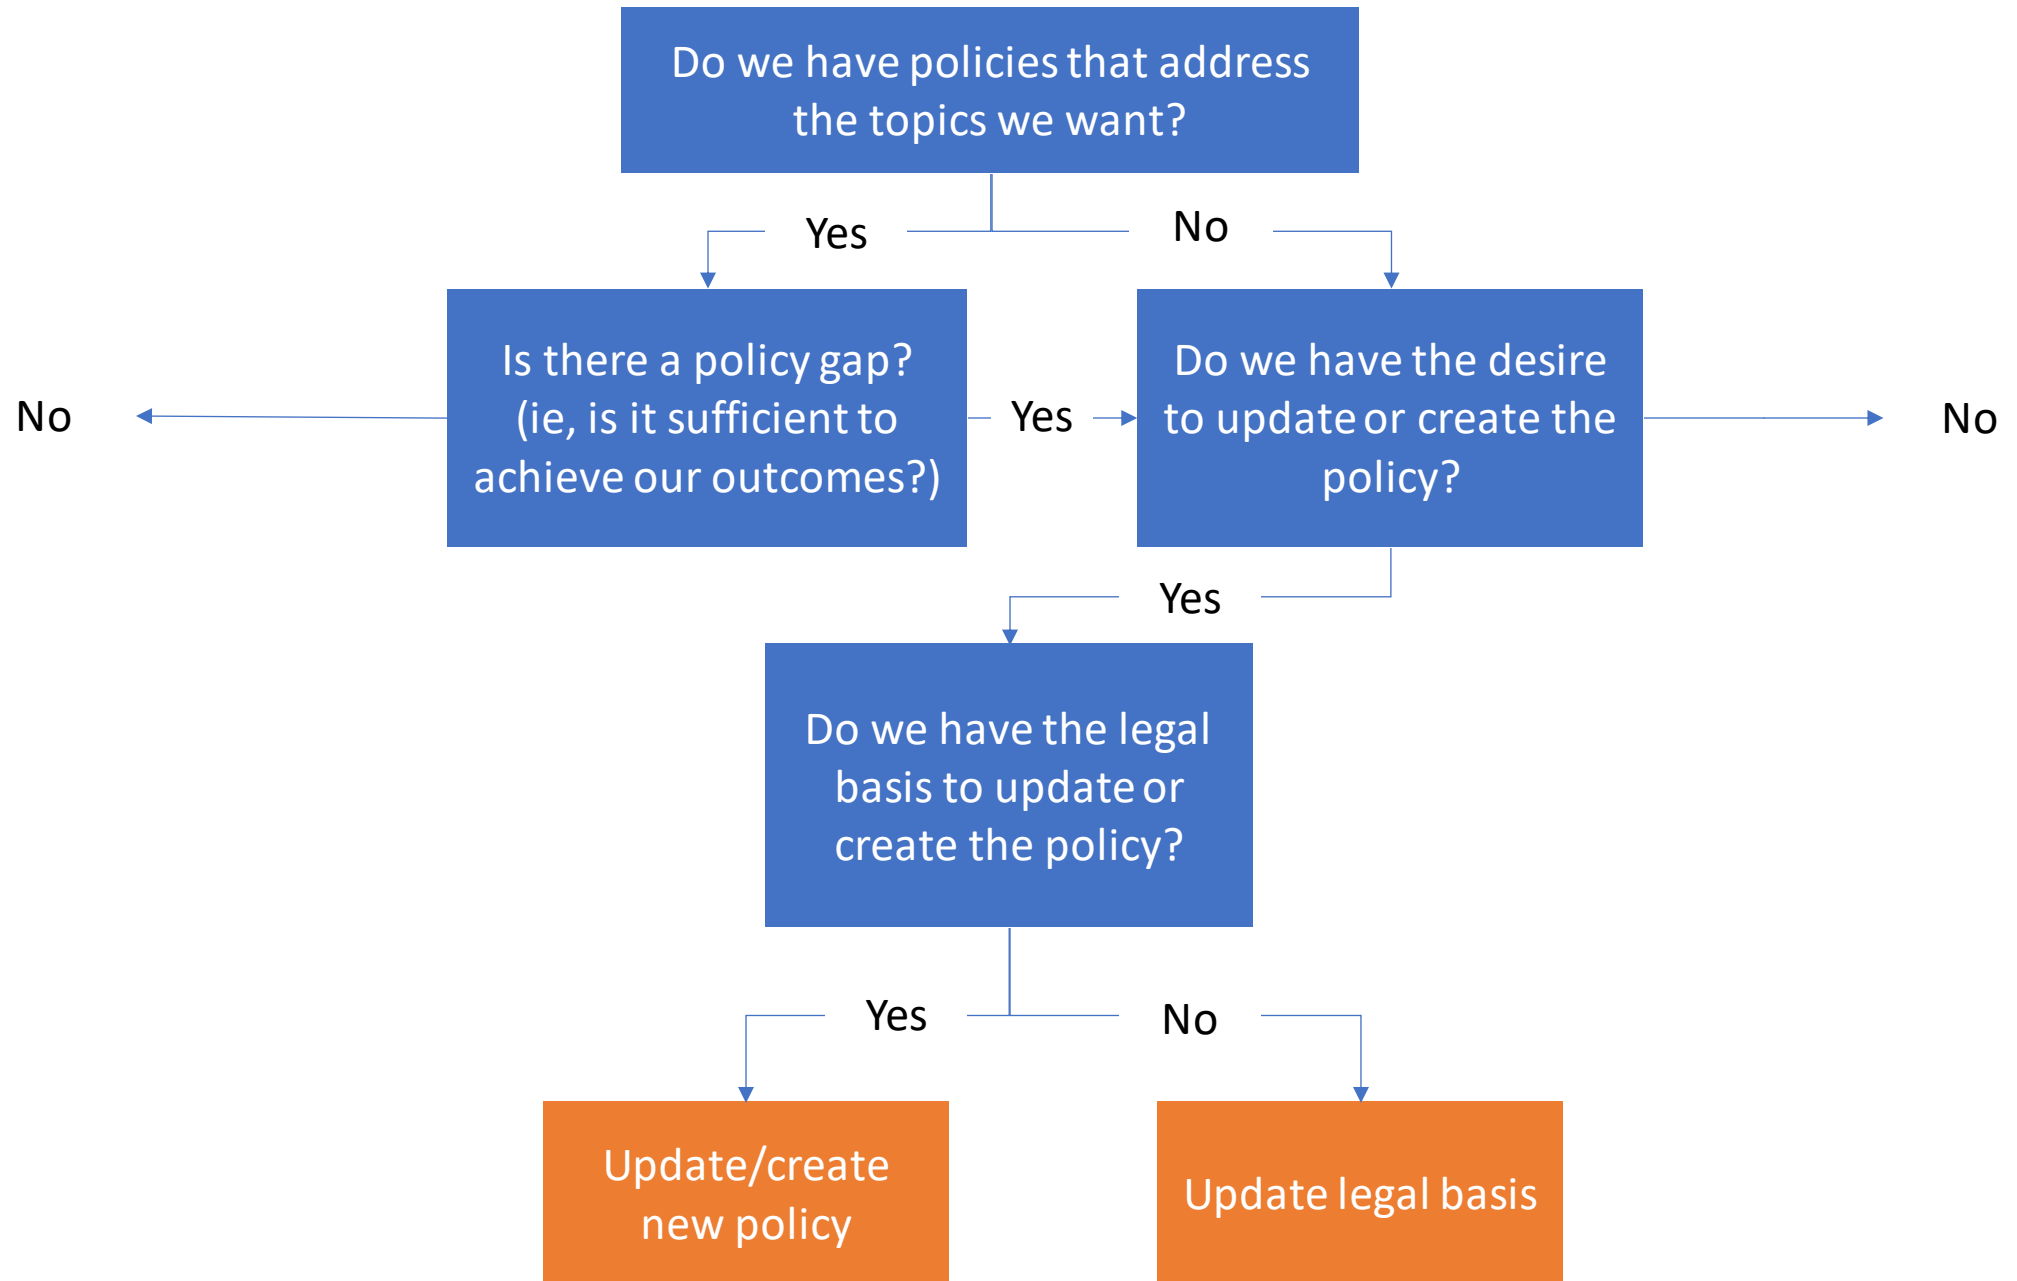 Do we have policies that address
the topics we want?
Yes
No
Is there a policy gap?
(ie, is it sufficient to
achieve our outcomes?)
Do we have the desire
to update or create the
policy?
No
Yes
No
Yes
Do we have the legal
basis to update or
create the policy?
Yes
No
Update/create
new policy
Update legal basis